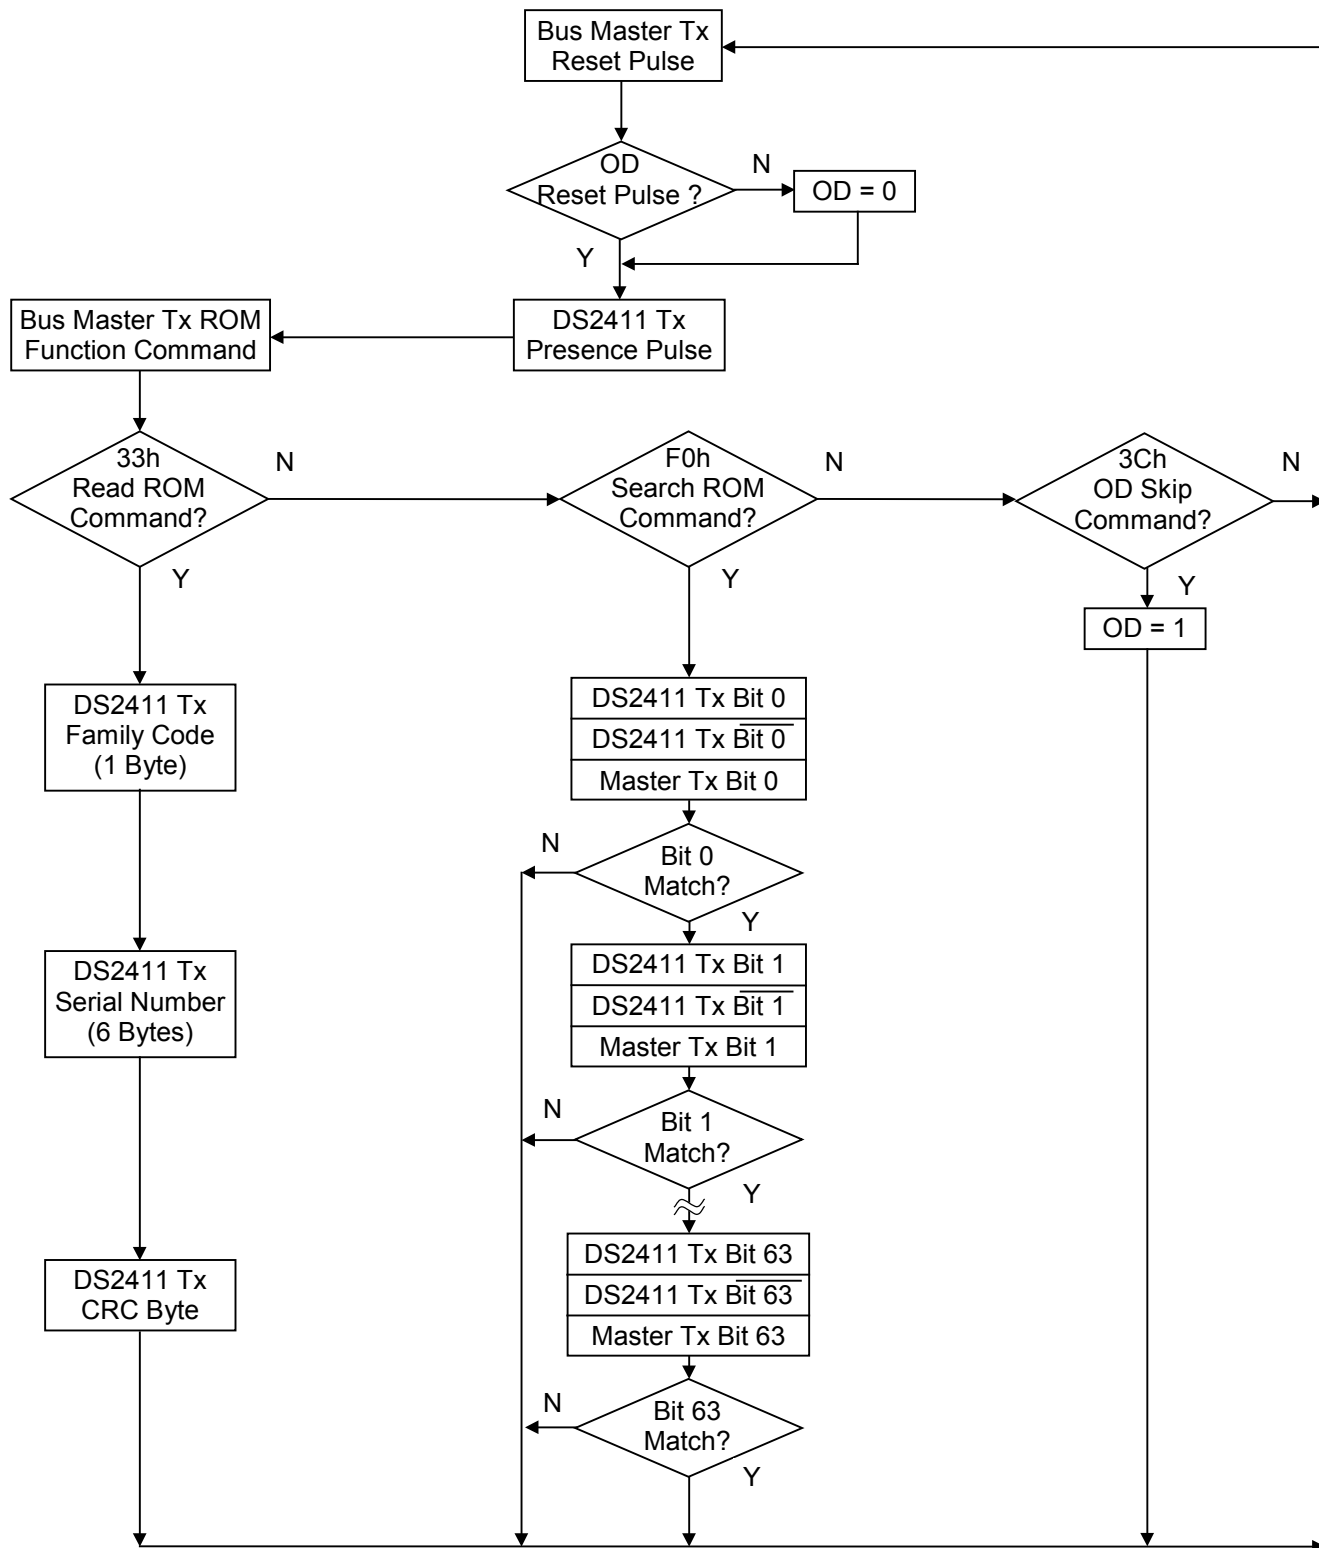 Bus Master Tx
Reset Pulse
OD
Reset Pulse ?
N
OD = 0
Y
Bus Master Tx ROM
Function Command
DS2411 Tx
Presence Pulse
33h
Read ROM
Command?
N
Y
F0h
Search ROM
Command?
N
Y
3Ch
OD Skip
Command?
N
Y
OD = 1
DS2411 Tx
Family Code
(1 Byte)
DS2411 Tx
Serial Number
(6 Bytes)
DS2411 Tx
CRC Byte
DS2411 Tx Bit 0
DS2411 Tx B̅i̅t̅ ̅0̅
Master Tx Bit 0
Bit 0
Match?
N
Y
DS2411 Tx Bit 1
DS2411 Tx B̅i̅t̅ ̅1̅
Master Tx Bit 1
Bit 1
Match?
N
Y
DS2411 Tx Bit 63
DS2411 Tx B̅i̅t̅ ̅6̅3̅
Master Tx Bit 63
Bit 63
Match?
N
Y